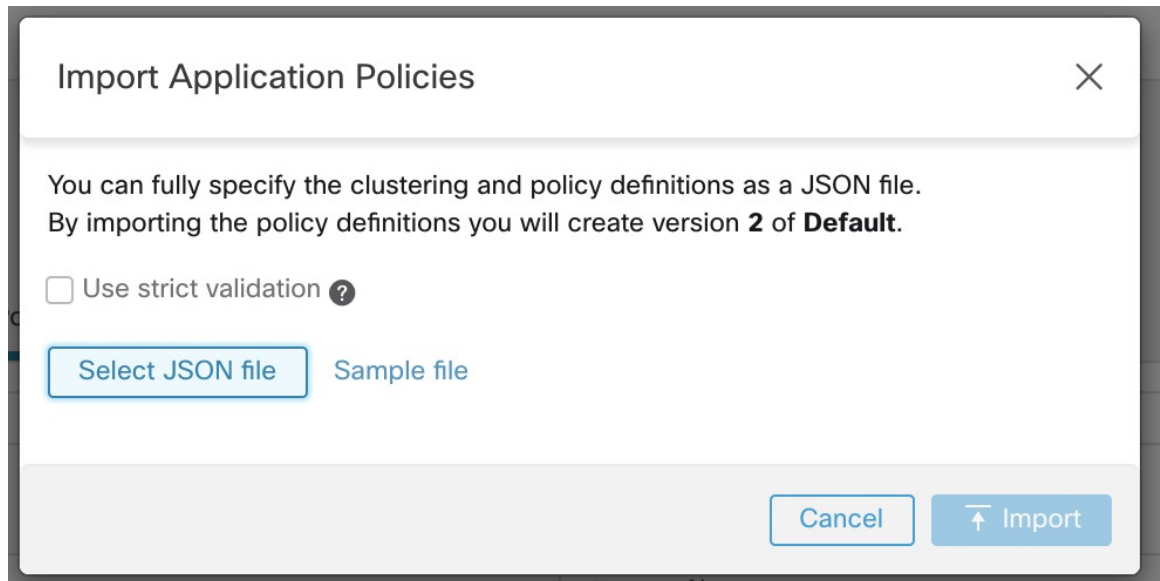 Import Application Policies
You can fully specify the clustering and policy definitions as a JSON file.
By importing the policy definitions you will create version 2 of Default.
Use strict validation ?
Select JSON file Sample file
Cancel Import